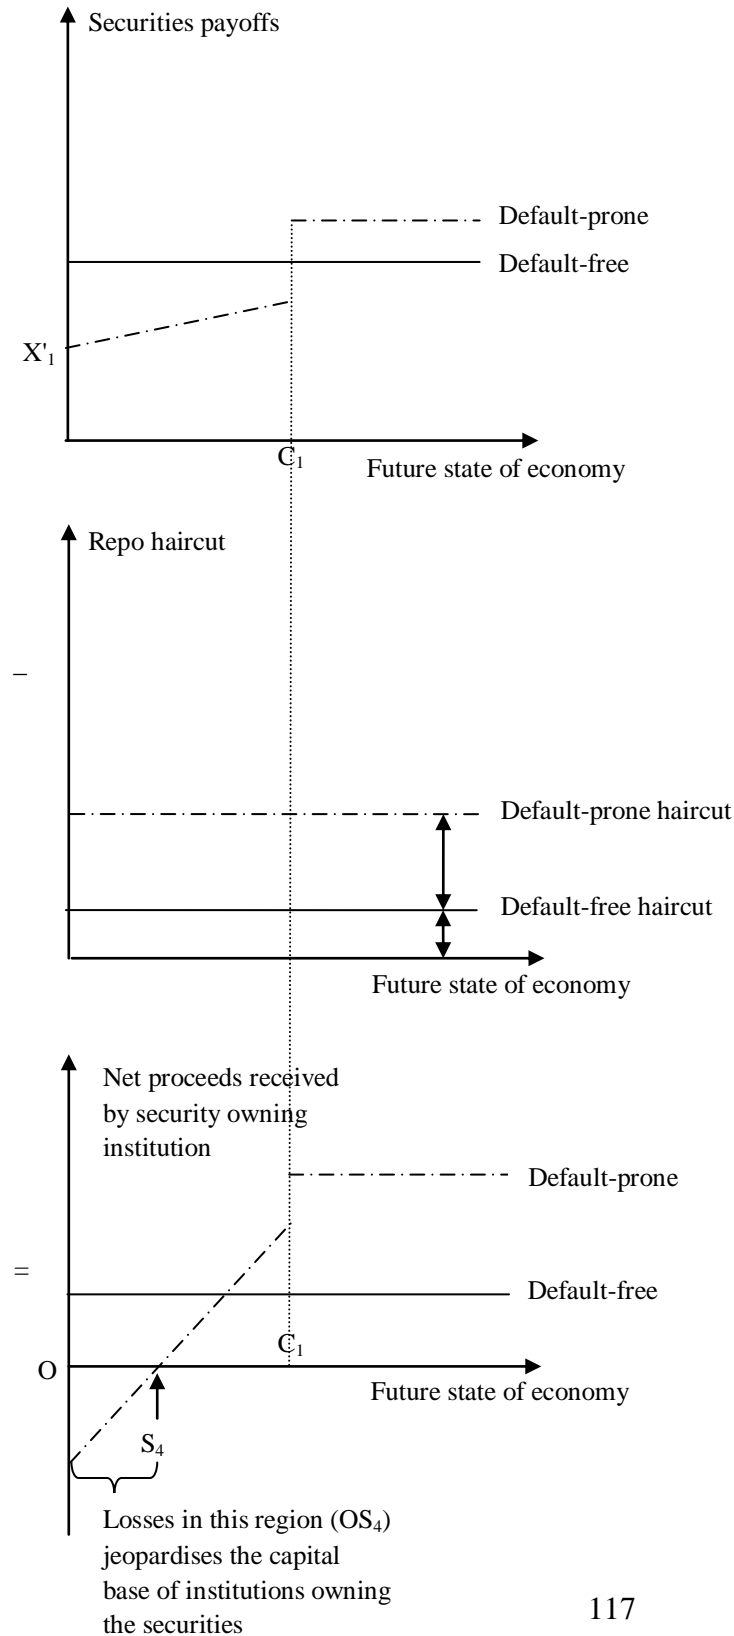 Securities payoffs
Default-prone
Default-free
X'₁
C₁
Future state of economy
Repo haircut
–
Default-prone haircut
Default-free haircut
Future state of economy
Net proceeds received
by security owning
institution
Default-prone
=
Default-free
C₁
O
Future state of economy
S₄
Losses in this region (OS₄)
jeopardises the capital
base of institutions owning
the securities
117